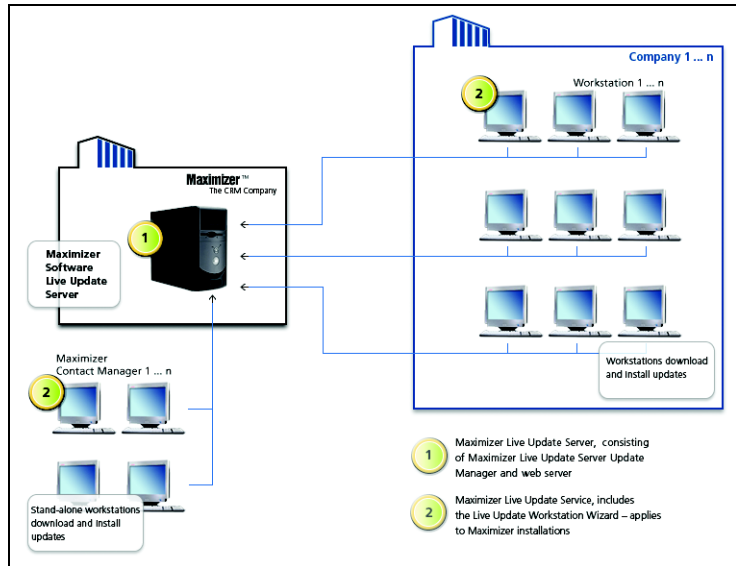 Company 1 ... n
Workstation 1 ... n
2
Maximizer™
The CRM Company
1
Maximizer
Software
Live Update
Server
Maximizer
Contact Manager 1 ... n
2
Workstations download
and install updates
Stand-alone workstations
download and install
updates
1
Maximizer Live Update Server, consisting
of Maximizer Live Update Server Update
Manager and web server
2
Maximizer Live Update Service, includes
the Live Update Workstation Wizard – applies
to Maximizer installations